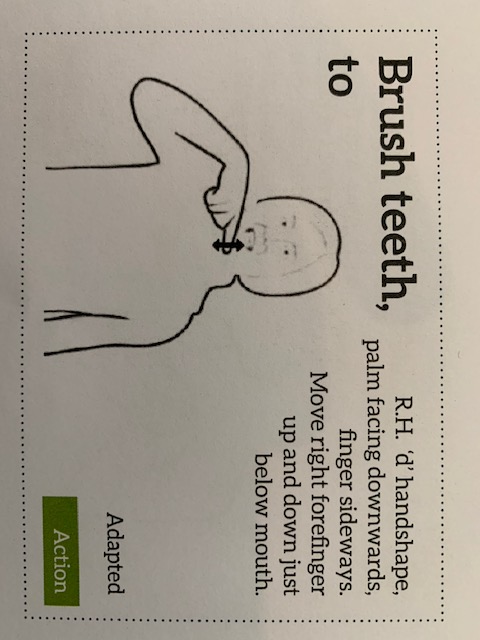 Brush teeth,
to
R.H. 'd' handshape,
palm facing downwards,
finger sideways.
Move right forefinger
up and down just
below mouth.
Adapted
Action